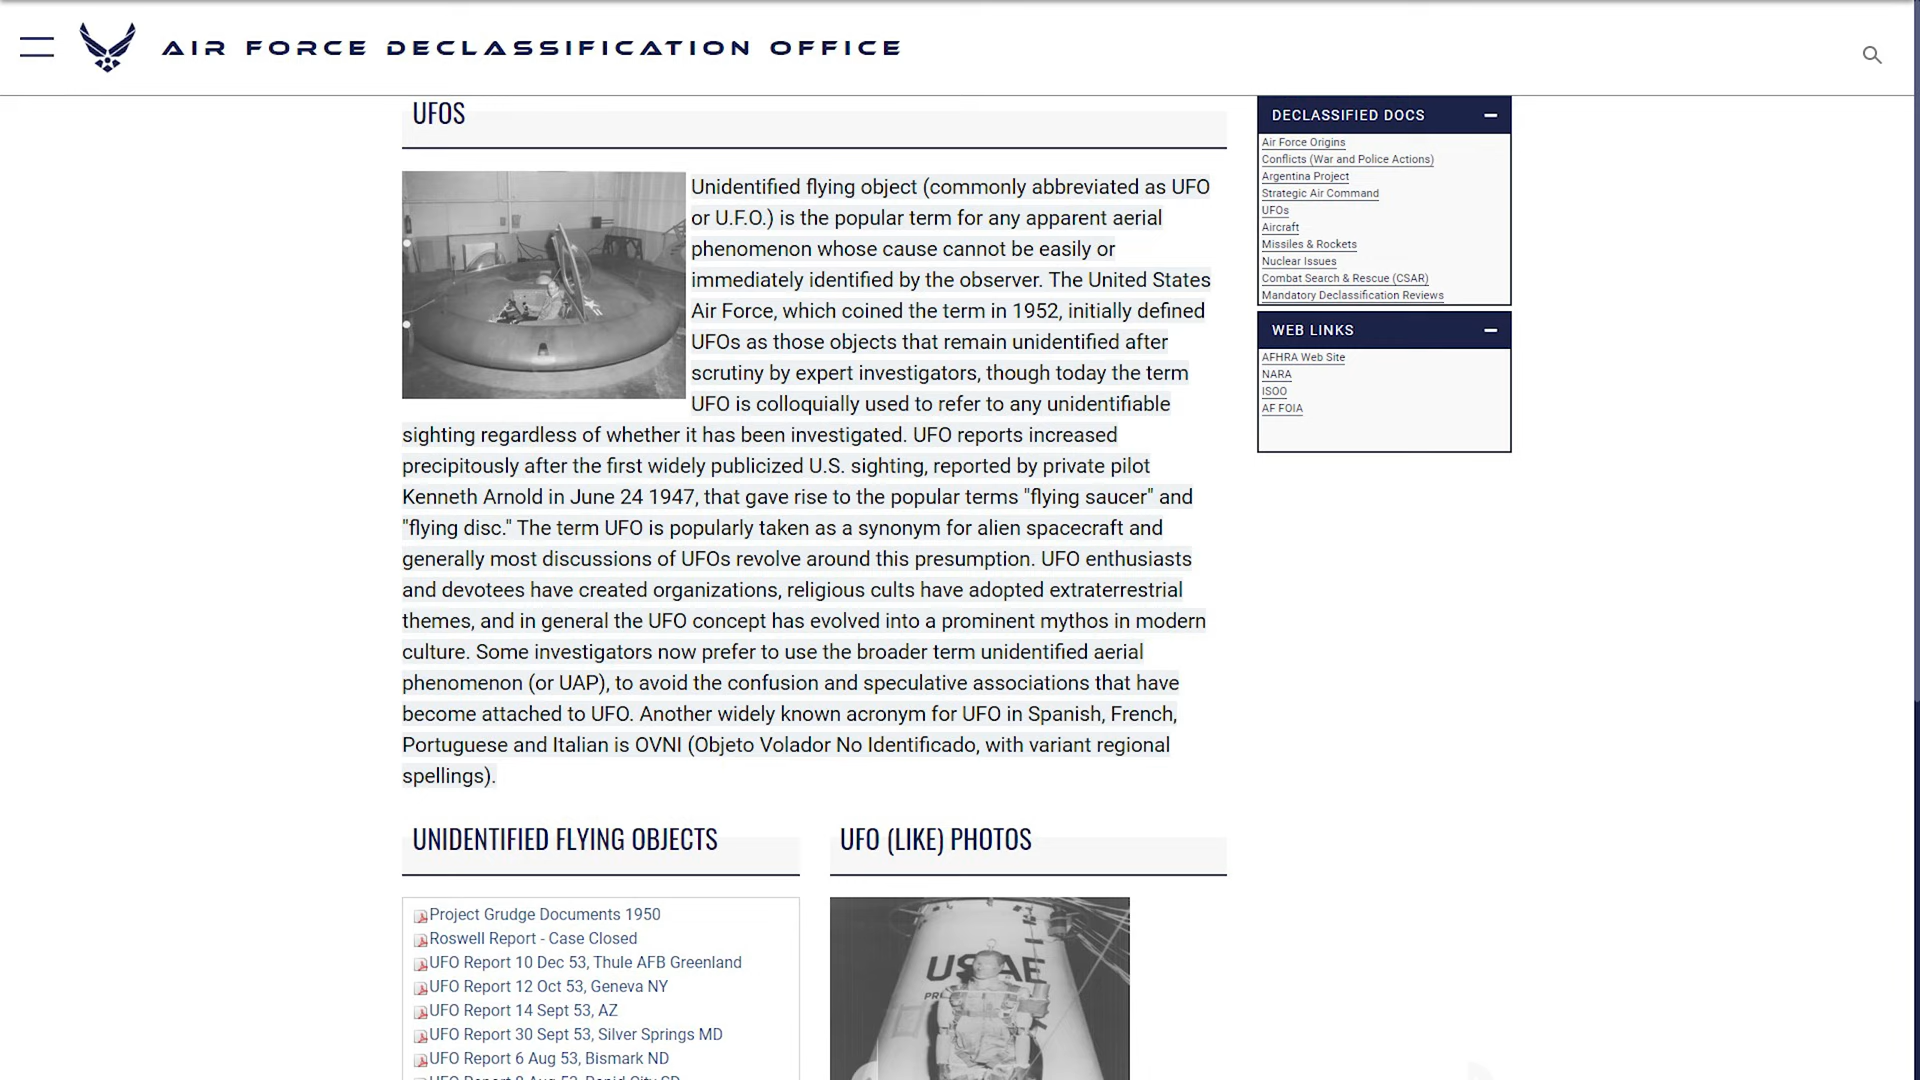 AIR FORCE DECLASSIFICATION OFFICE
UFOS
Unidentified flying object (commonly abbreviated as UFO
or U.F.O.) is the popular term for any apparent aerial
phenomenon whose cause cannot be easily or
immediately identified by the observer. The United States
Air Force, which coined the term in 1952, initially defined
UFOs as those objects that remain unidentified after
scrutiny by expert investigators, though today the term
UFO is colloquially used to refer to any unidentifiable
sighting regardless of whether it has been investigated. UFO reports increased
precipitously after the first widely publicized U.S. sighting, reported by private pilot
Kenneth Arnold in June 24 1947, that gave rise to the popular terms "flying saucer" and
"flying disc." The term UFO is popularly taken as a synonym for alien spacecraft and
generally most discussions of UFOs revolve around this presumption. UFO enthusiasts
and devotees have created organizations, religious cults have adopted extraterrestrial
themes, and in general the UFO concept has evolved into a prominent mythos in modern
culture. Some investigators now prefer to use the broader term unidentified aerial
phenomenon (or UAP), to avoid the confusion and speculative associations that have
become attached to UFO. Another widely known acronym for UFO in Spanish, French,
Portuguese and Italian is OVNI (Objeto Volador No Identificado, with variant regional
spellings).
DECLASSIFIED DOCS
Air Force Origins
Conflicts (War and Police Actions)
Argentina Project
Strategic Air Command
UFOs
Aircraft
Missiles & Rockets
Nuclear Issues
Combat Search & Rescue (CSAR)
Mandatory Declassification Reviews
WEB LINKS
AFHRA Web Site
NARA
ISOO
AF FOIA
UNIDENTIFIED FLYING OBJECTS
Project Grudge Documents 1950
Roswell Report - Case Closed
UFO Report 10 Dec 53, Thule AFB Greenland
UFO Report 12 Oct 53, Geneva NY
UFO Report 14 Sept 53, AZ
UFO Report 30 Sept 53, Silver Springs MD
UFO Report 6 Aug 53, Bismark ND
UFO (LIKE) PHOTOS